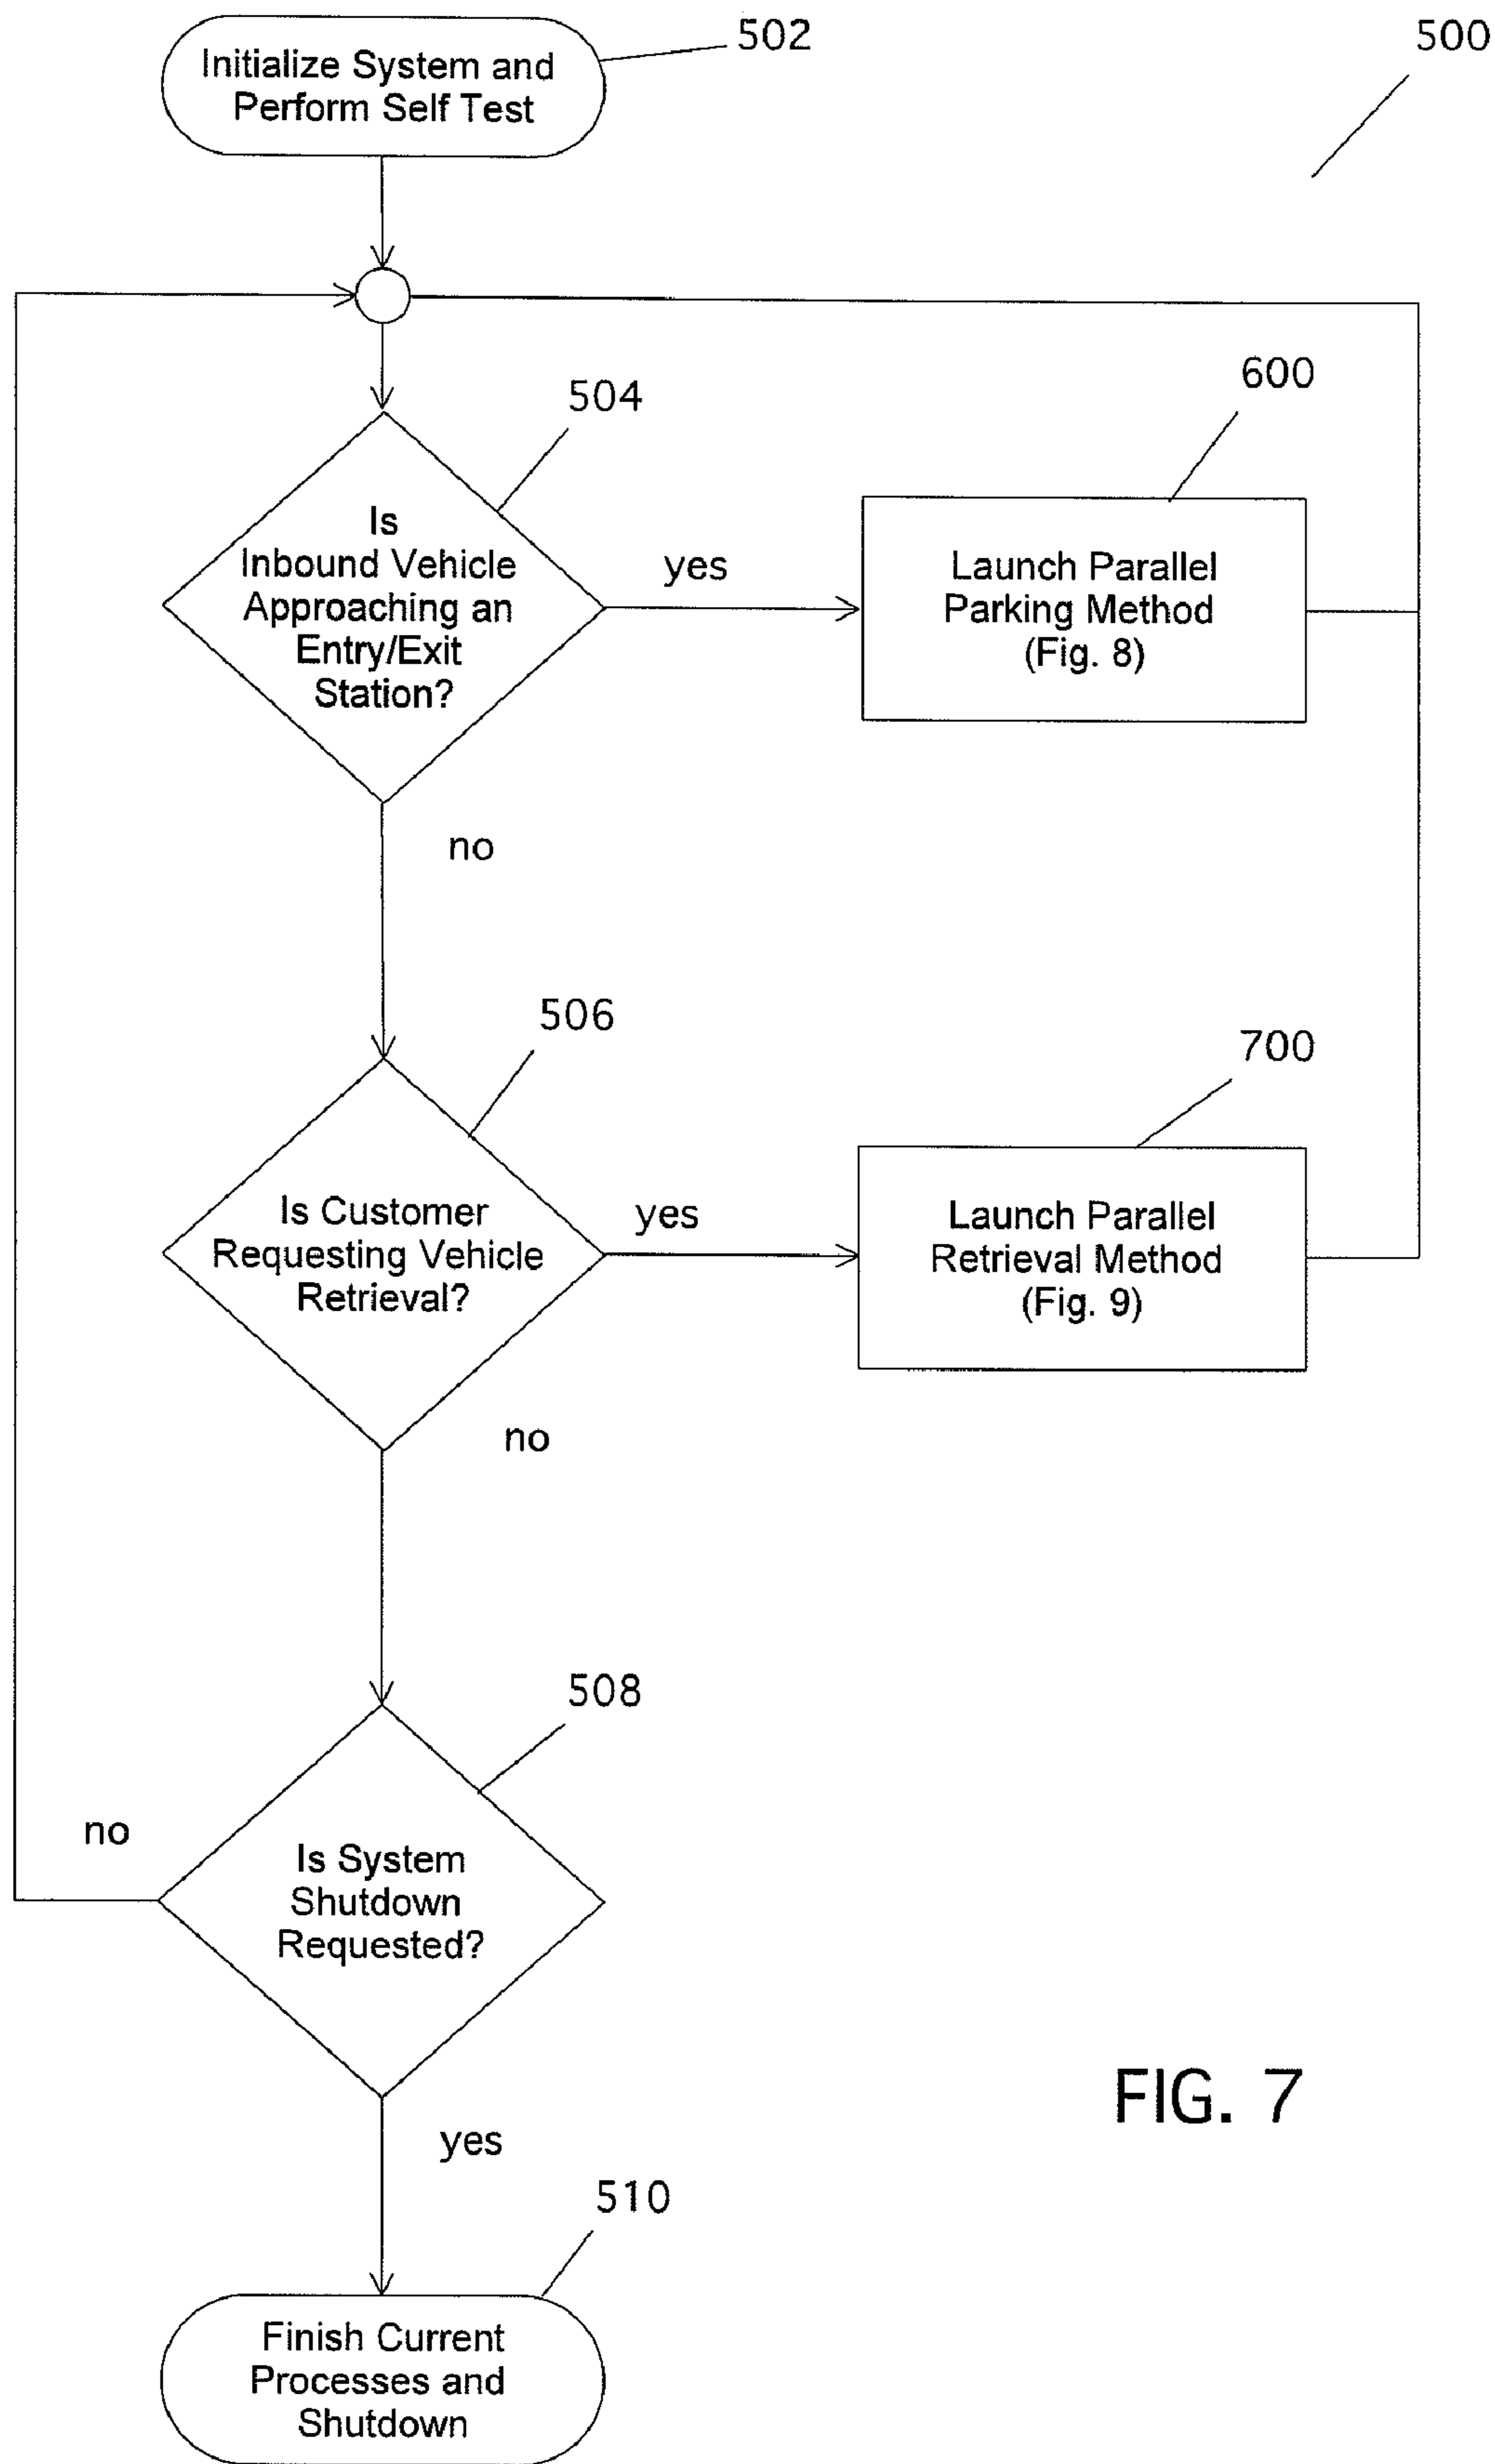 502
500
Initialize System and
Perform Self Test
504
600
Is
Inbound Vehicle
Approaching an
Entry/Exit
Station?
yes
Launch Parallel
Parking Method
(Fig. 8)
no
506
700
Is Customer
Requesting Vehicle
Retrieval?
yes
Launch Parallel
Retrieval Method
(Fig. 9)
no
508
no
Is System
Shutdown
Requested?
yes
FIG. 7
510
Finish Current
Processes and
Shutdown